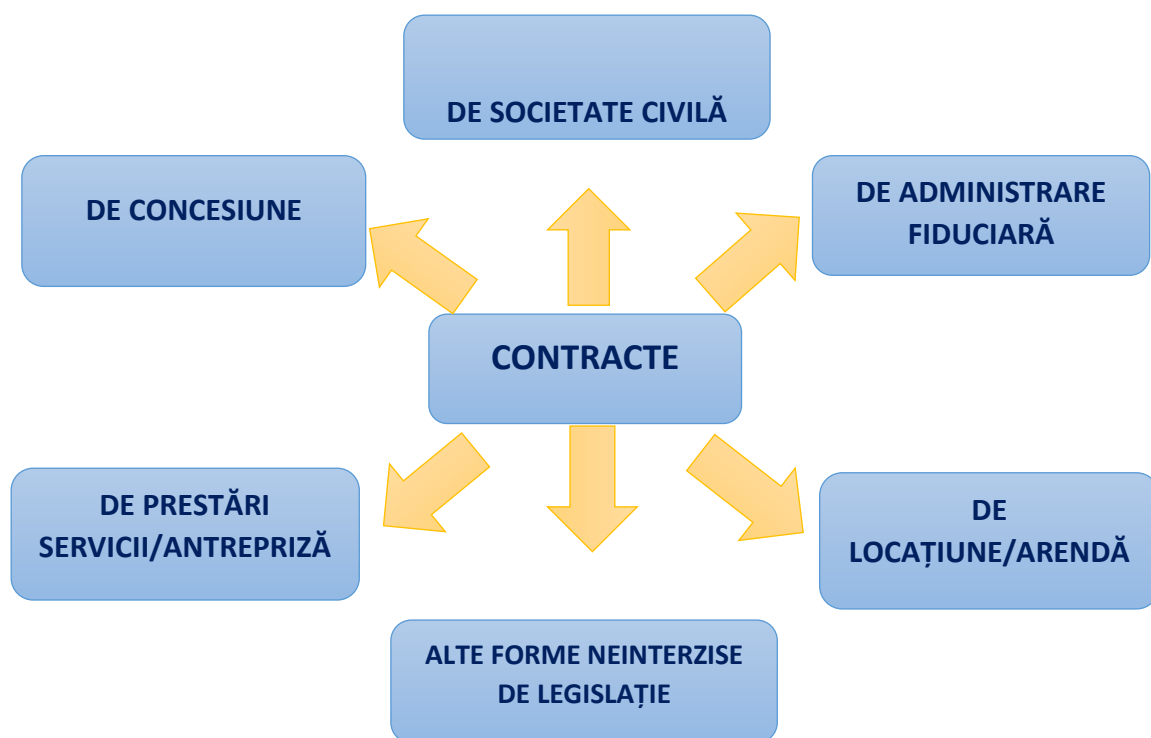 DE SOCIETATE CIVILĂ
DE CONCESIUNE
DE ADMINISTRARE
FIDUCIARĂ
CONTRACTE
DE PRESTĂRI
SERVICII/ANTREPRIZĂ
DE
LOCAȚIUNE/ARENDĂ
ALTE FORME NEINTERZISE
DE LEGISLAȚIE